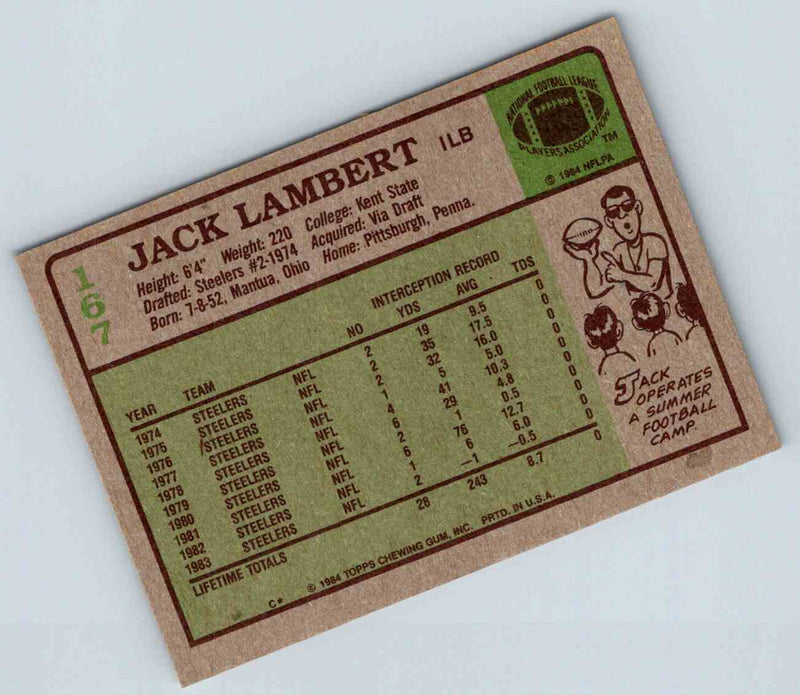 167
JACK LAMBERT ILB
Height: 6'4" Weight: 220 College: Kent State
Drafted: Steelers #2-1974 Acquired: Via Draft
Born: 7-8-52, Mantua, Ohio Home: Pittsburgh, Penna.
NATIONAL FOOTBALL LEAGUE
PLAYERS ASSOCIATION
TM
© 1984 NFLPA
INTERCEPTION RECORD
YEAR TEAM NO YDS AVG TDS
1974 STEELERS NFL 2 19 9.5 0
1975 STEELERS NFL 2 35 17.5 0
1976 STEELERS NFL 2 32 16.0 0
1977 STEELERS NFL 1 5 5.0 0
1978 STEELERS NFL 4 41 10.3 0
1979 STEELERS NFL 6 29 4.8 0
1980 STEELERS NFL 2 1 0.5 0
1981 STEELERS NFL 6 76 12.7 0
1982 STEELERS NFL 1 6 6.0 0
1983 STEELERS NFL 2 –1 –0.5 0
LIFETIME TOTALS 28 243 8.7 0
C* © 1984 TOPPS CHEWING GUM, INC. PRTD. IN U.S.A.
JACK
OPERATES
A SUMMER
FOOTBALL
CAMP.